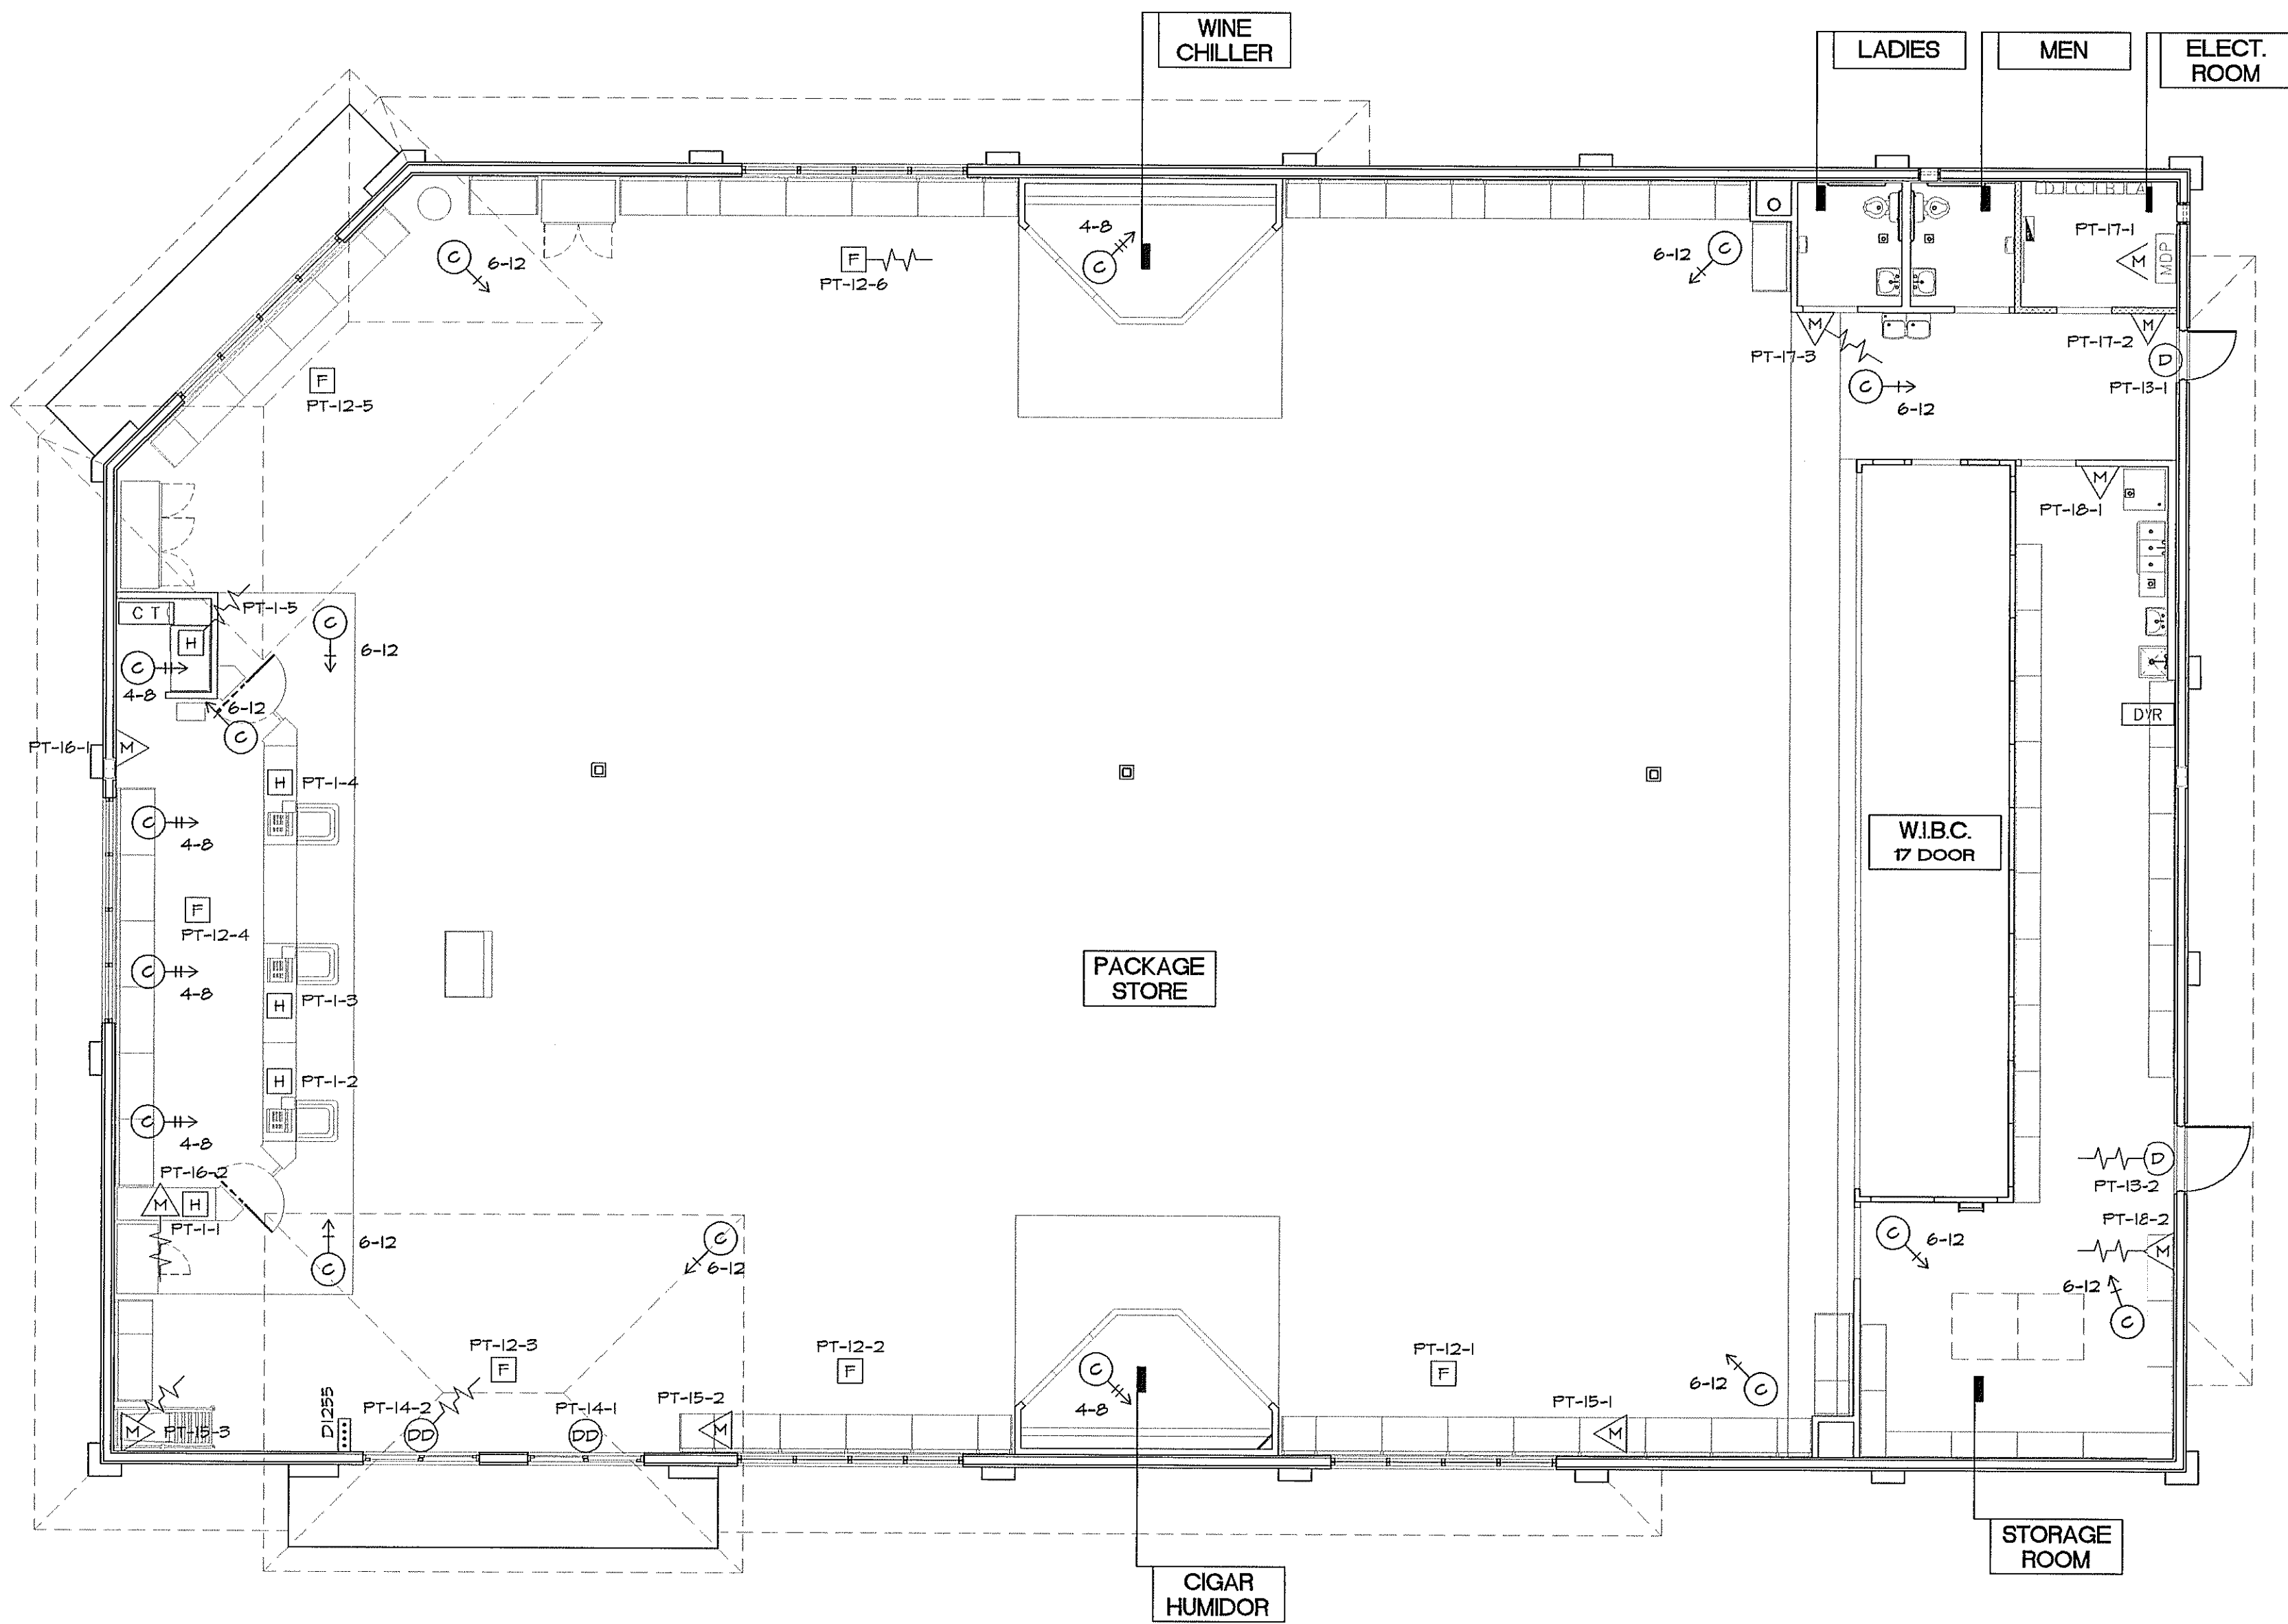 WINE
CHILLER
LADIES
MEN
ELECT.
ROOM
D C B A
4-8
C
C
6-12
F
PT-12-6
6-12
C
PT-17-1
M
MDP
M
PT-17-3
PT-17-2
M
D
C
6-12
PT-13-1
F
PT-12-5
M
PT-18-1
C T
PT-1-5
H
C
6-12
C
4-8
6-12
C
DVR
PT-16-1
M
H
PT-1-4
C
4-8
W.I.B.C.
17 DOOR
F
PT-12-4
C
4-8
PACKAGE
STORE
H
PT-1-3
H
PT-1-2
C
4-8
D
PT-13-2
PT-16-2
M
H
PT-1-1
PT-18-2
M
6-12
C
C
6-12
C
6-12
6-12
C
PT-12-3
F
PT-12-2
F
C
4-8
PT-12-1
F
6-12
C
D1255
PT-14-2
DD
PT-14-1
DD
PT-15-2
M
PT-15-1
M
M
PT-15-3
STORAGE
ROOM
CIGAR
HUMIDOR